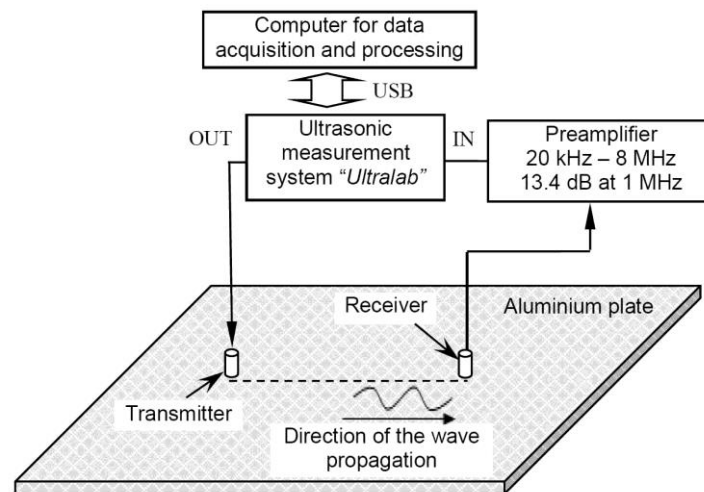 Computer for data
acquisition and processing
USB
OUT
Ultrasonic
measurement
system “Ultralab”
IN
Preamplifier
20 kHz – 8 MHz
13.4 dB at 1 MHz
Receiver
Aluminium plate
Transmitter
Direction of the wave
propagation